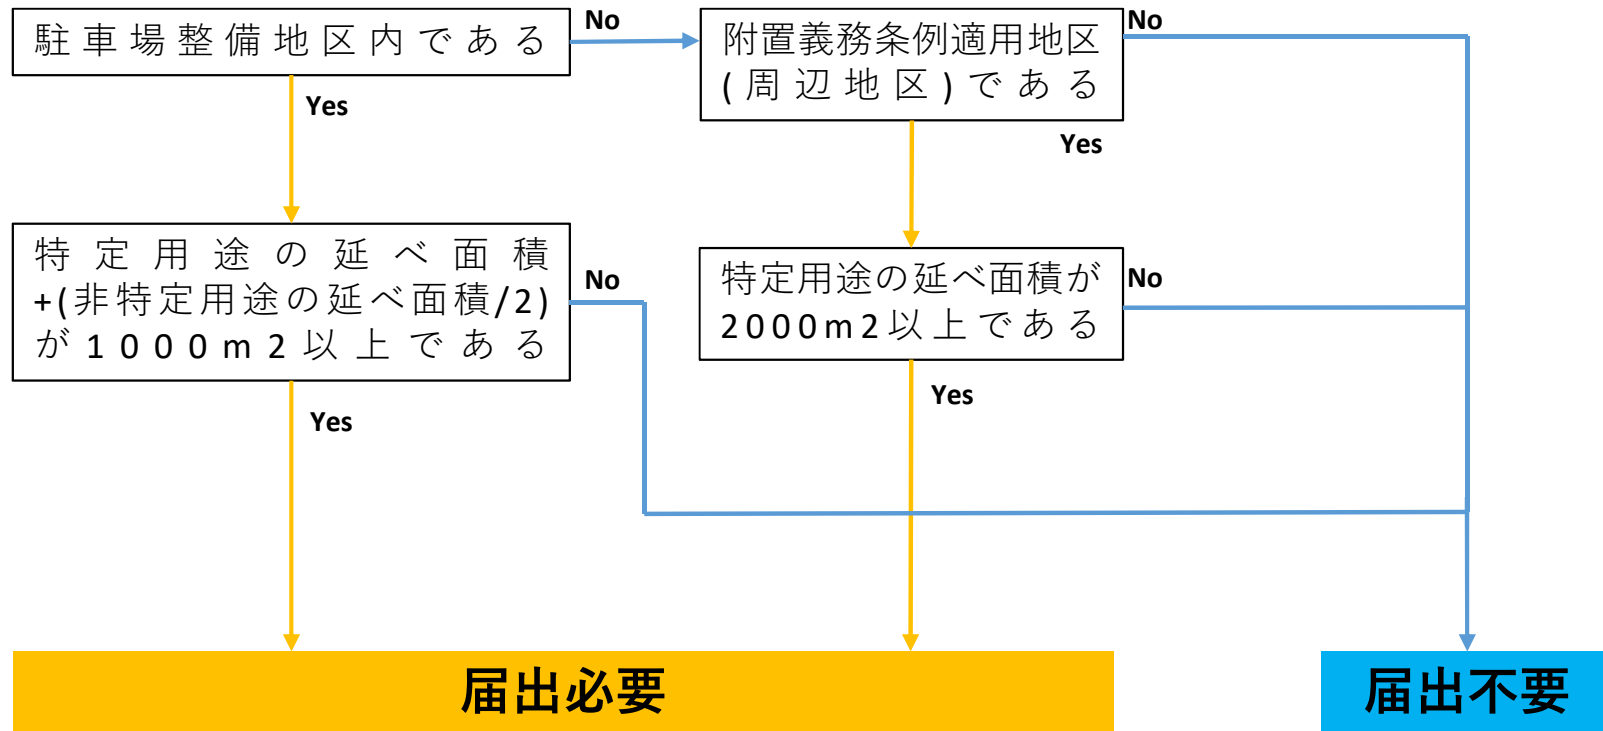 駐車場整備地区内である
No
附置義務条例適用地区
(周辺地区)である
No
Yes
Yes
特定用途の延べ面積
+(非特定用途の延べ面積/2)
が1000m2以上である
No
特定用途の延べ面積が
2000m2以上である
No
Yes
Yes
届出必要
届出不要